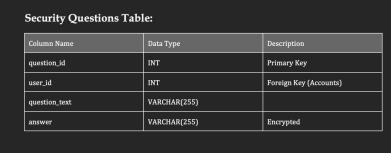 Security Questions Table:
Column Name Data Type Description
question_id INT Primary Key
user_id INT Foreign Key (Accounts)
question_text VARCHAR(255)
answer VARCHAR(255) Encrypted